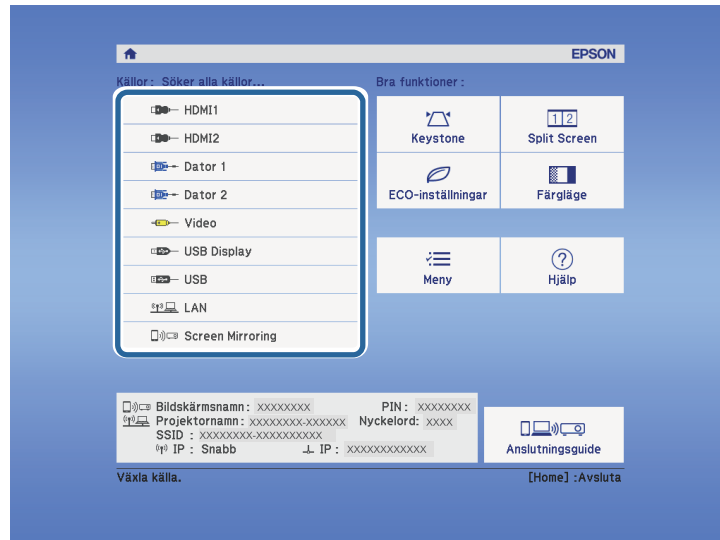 EPSON
Källor : Söker alla källor...
HDMI1
HDMI2
Dator 1
Dator 2
Video
USB Display
USB
LAN
Screen Mirroring
Bra funktioner :
Keystone
1 2
Split Screen
ECO-inställningar
Färgläge
Meny
?
Hjälp
Bildskärmsnamn : XXXXXXXX PIN : XXXXXXXX
Projektornamn : XXXXXXXX-XXXXXX Nyckelord: XXXX
SSID : XXXXXXXX-XXXXXXXXXX
IP : Snabb IP : XXXXXXXXXXXX
Anslutningsguide
Växla källa. [Home] :Avsluta